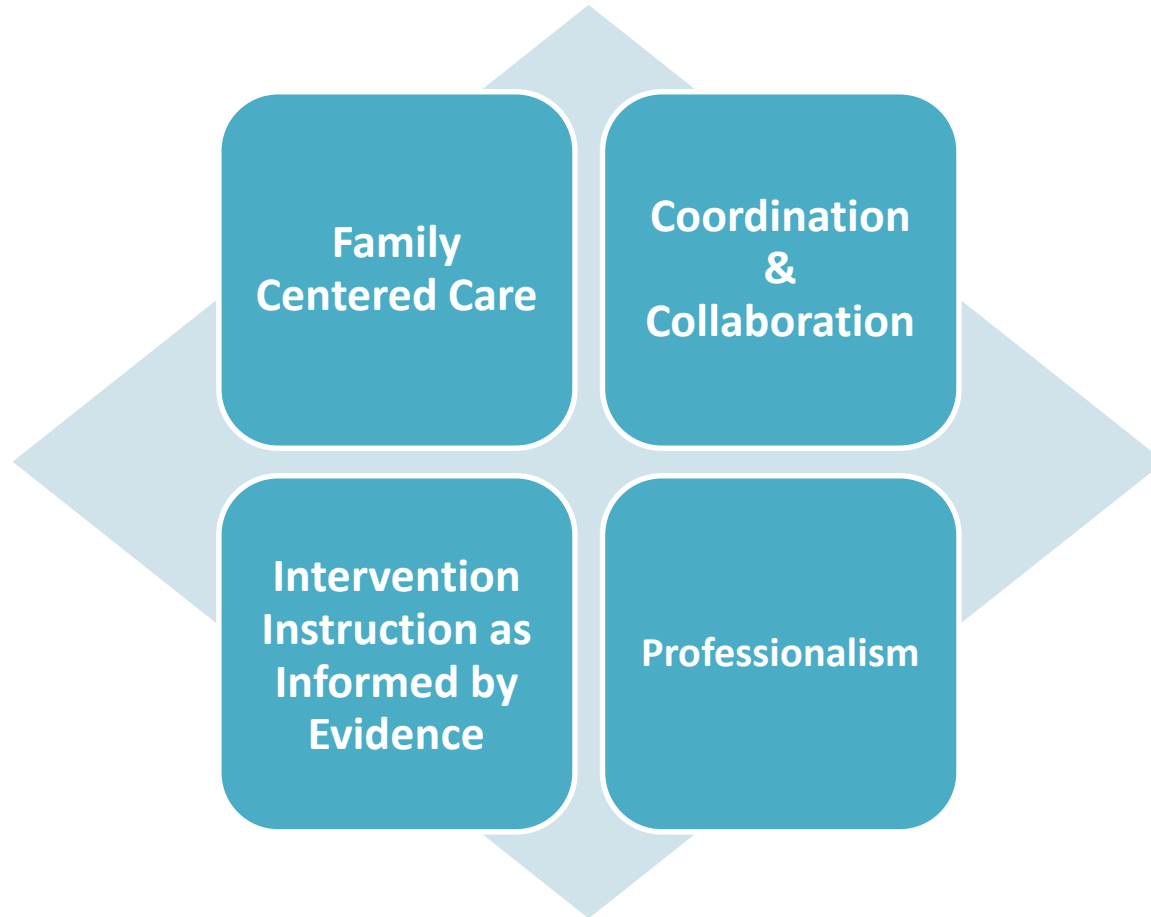 Family
Centered Care
Coordination
&
Collaboration
Intervention
Instruction as
Informed by
Evidence
Professionalism